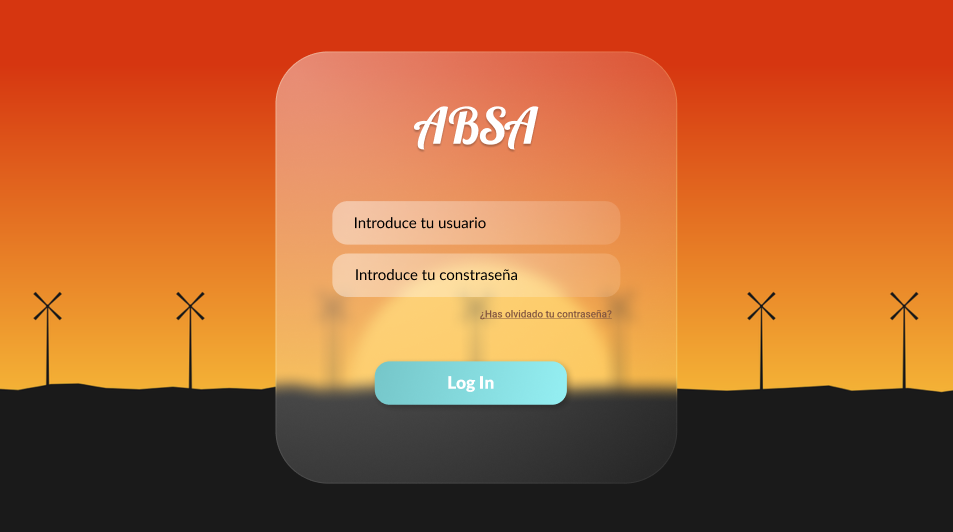 ABSA
Introduce tu usuario
Introduce tu constraseña
¿Has olvidado tu contraseña?
Log In